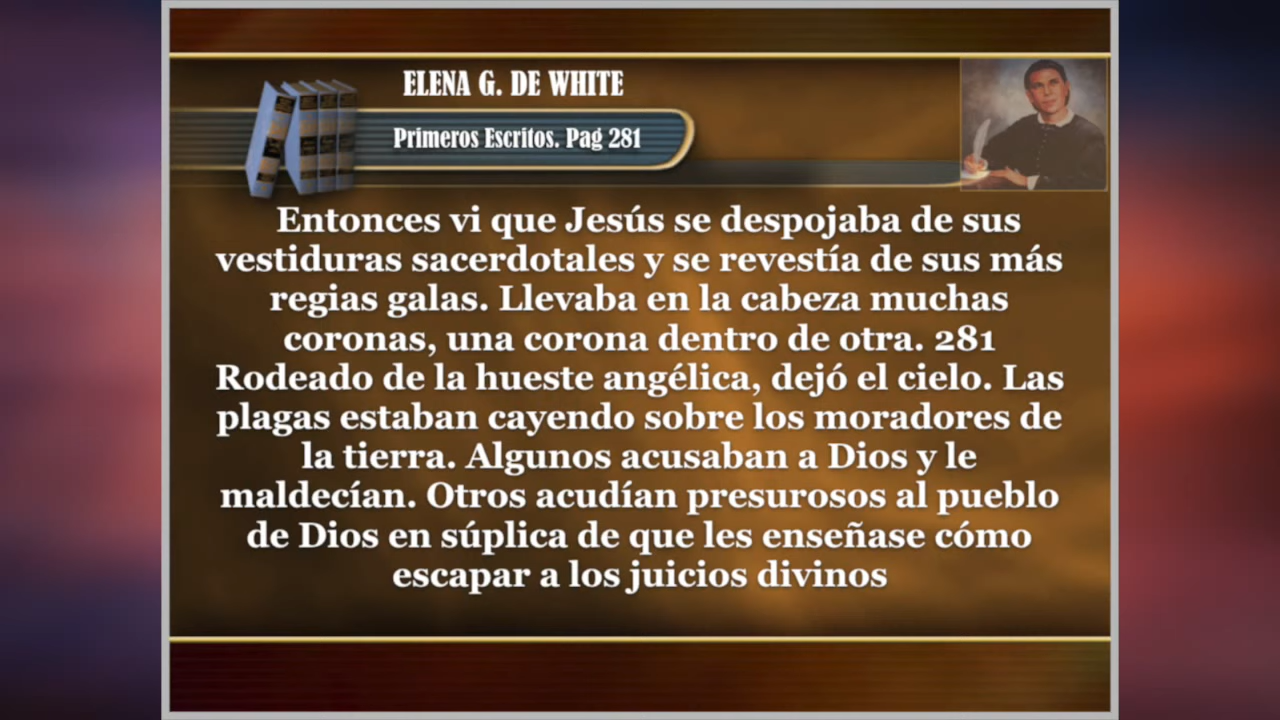 ELENA G. DE WHITE
Primeros Escritos. Pag 281
Entonces vi que Jesús se despojaba de sus
vestiduras sacerdotales y se revestía de sus más
regias galas. Llevaba en la cabeza muchas
coronas, una corona dentro de otra. 281
Rodeado de la hueste angélica, dejó el cielo. Las
plagas estaban cayendo sobre los moradores de
la tierra. Algunos acusaban a Dios y le
maldecían. Otros acudían presurosos al pueblo
de Dios en súplica de que les enseñase cómo
escapar a los juicios divinos